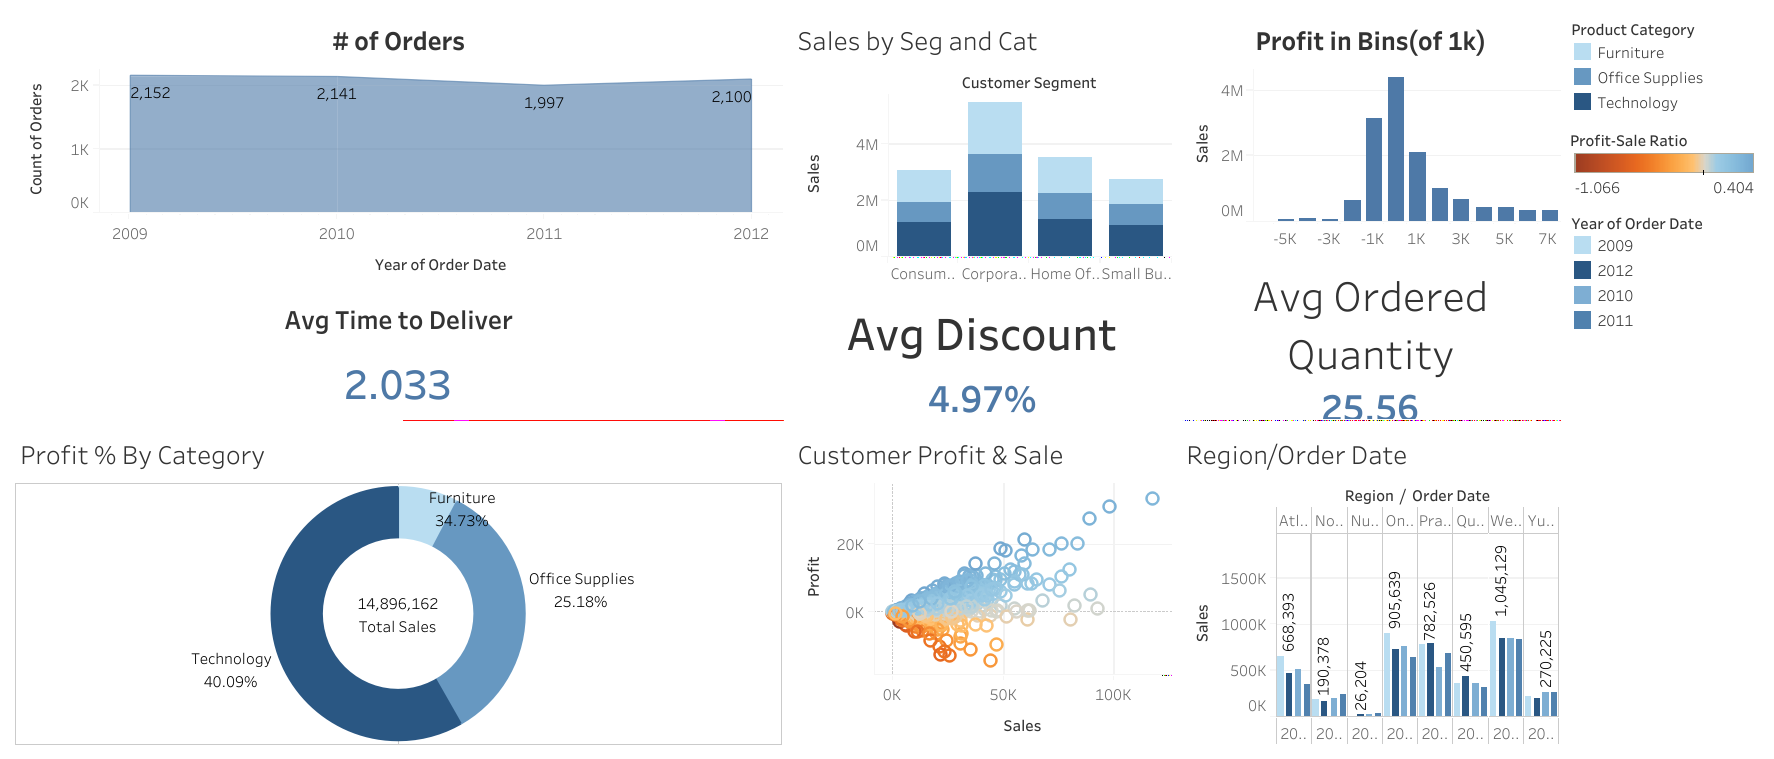 # of Orders
Count of Orders
2K
1K
0K
2,152
2,141
1,997
2,100
2009
2010
2011
2012
Year of Order Date
Sales by Seg and Cat
Customer Segment
Sales
4M
2M
0M
Consum..
Corpora..
Home Of..
Small Bu..
Profit in Bins(of 1k)
Sales
4M
2M
0M
-5K
-3K
-1K
1K
3K
5K
7K
Product Category
Furniture
Office Supplies
Technology
Profit-Sale Ratio
-1.066
0.404
Year of Order Date
2009
2012
2010
2011
Avg Time to Deliver
2.033
Avg Discount
4.97%
Avg Ordered
Quantity
25.56
Profit % By Category
Furniture
34.73%
Office Supplies
25.18%
14,896,162
Total Sales
Technology
40.09%
Customer Profit & Sale
Profit
20K
0K
0K
50K
100K
Sales
Region/Order Date
Region / Order Date
Atl..
No..
Nu..
On..
Pra..
Qu..
We..
Yu..
Sales
1500K
1000K
500K
0K
668,393
190,378
26,204
905,639
782,526
450,595
1,045,129
270,225
20..
20..
20..
20..
20..
20..
20..
20..